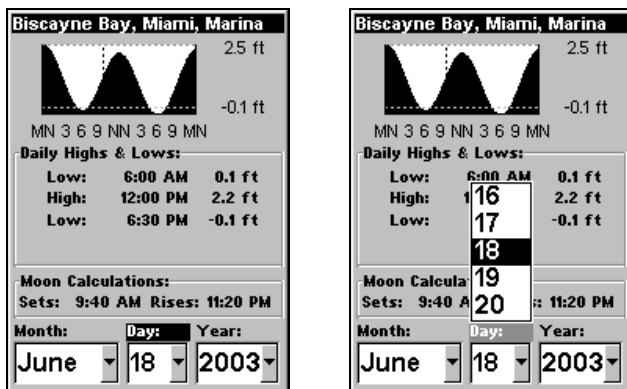 Biscayne Bay, Miami, Marina
2.5 ft
-0.1 ft
MN 3 6 9 NN 3 6 9 MN
Daily Highs & Lows:
Low: 6:00 AM 0.1 ft
High: 12:00 PM 2.2 ft
Low: 6:30 PM -0.1 ft
Moon Calculations:
Sets: 9:40 AM Rises: 11:20 PM
Month: Day: Year:
June 18 2003
Biscayne Bay, Miami, Marina
2.5 ft
-0.1 ft
MN 3 6 9 NN 3 6 9 MN
Daily Highs & Lows:
Low: 6:00 AM 0.1 ft
High: 1 2.2 ft
Low: -0.1 ft
16
17
18
19
20
Moon Calcula
Sets: 9:40 A s: 11:20 PM
Month: Day: Year:
June 18 2003